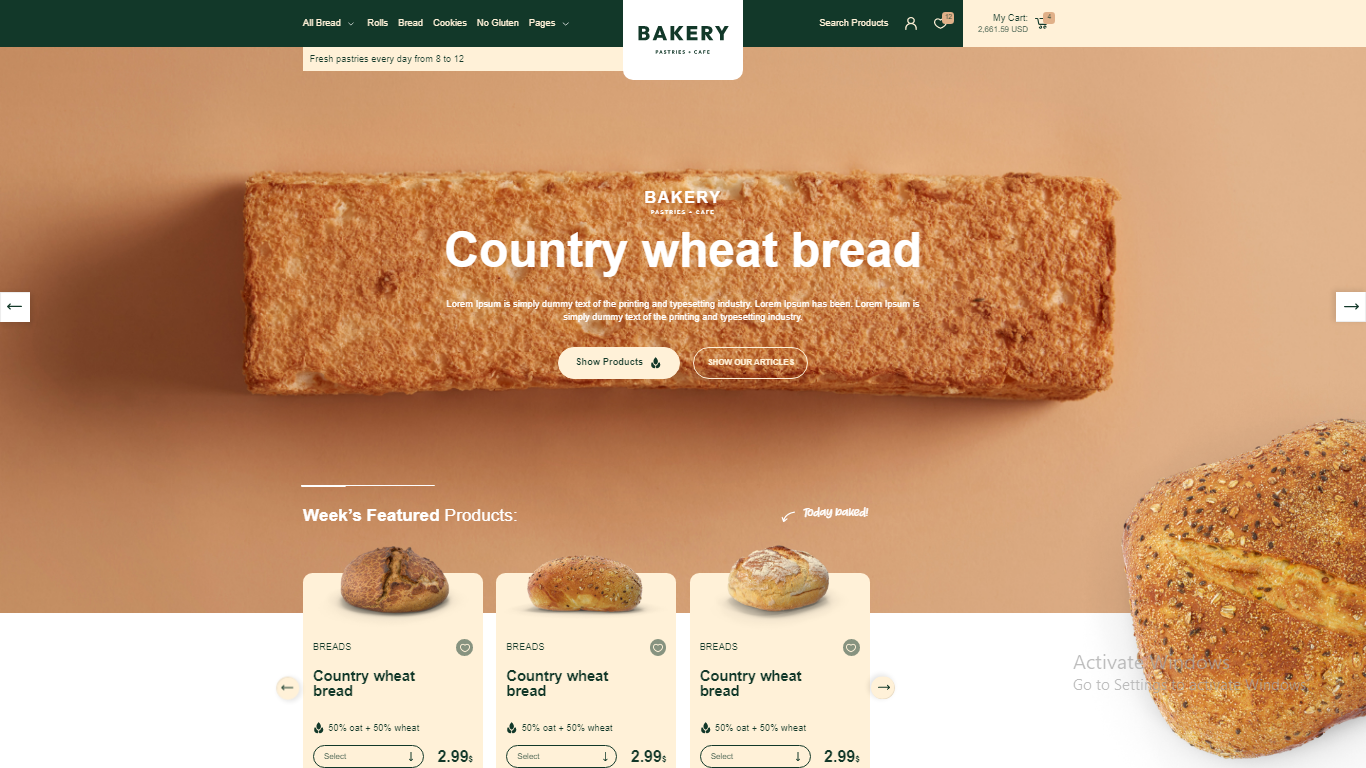 All Bread
Rolls
Bread
Cookies
No Gluten
Pages
BAKERY
PASTRIES + CAFE
Search Products
12
My Cart:
2,661.59 USD
4
Fresh pastries every day from 8 to 12
BAKERY
PASTRIES + CAFE
Country wheat bread
Lorem Ipsum is simply dummy text of the printing and typesetting industry. Lorem Ipsum has been. Lorem Ipsum is
simply dummy text of the printing and typesetting industry.
Show Products
SHOW OUR ARTICLES
Week's Featured Products:
Today baked!
BREADS
Country wheat
bread
50% oat + 50% wheat
Select
2.99$
BREADS
Country wheat
bread
50% oat + 50% wheat
Select
2.99$
BREADS
Country wheat
bread
50% oat + 50% wheat
Select
2.99$
Activate Windows
Go to Settings